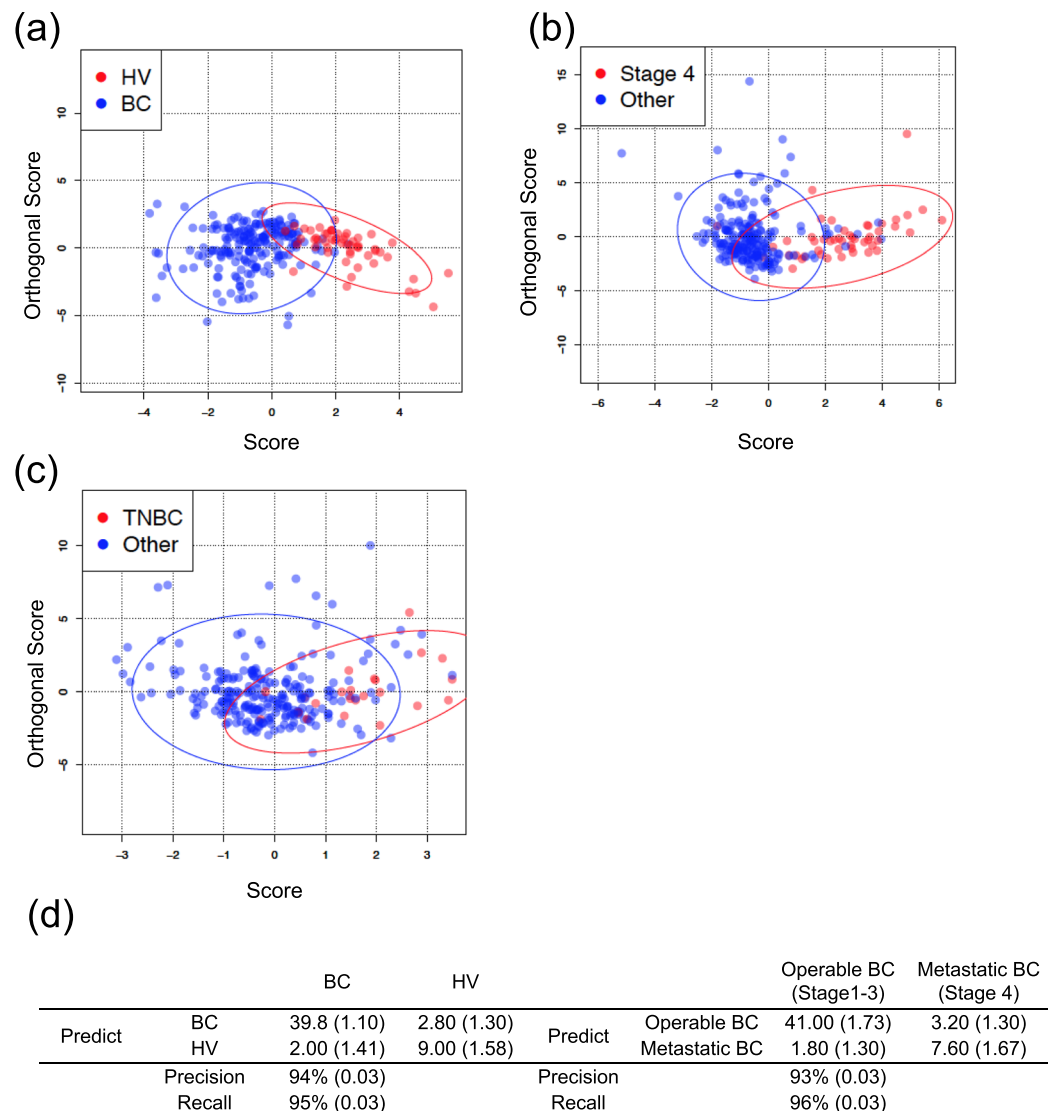 (a)
HV
BC
10
5
0
−5
−10
Orthogonal Score
−4 −2 0 2 4
Score
(b)
Stage 4
Other
15
10
5
0
−5
−10
Orthogonal Score
−6 −4 −2 0 2 4 6
Score
(c)
TNBC
Other
10
5
0
−5
Orthogonal Score
−3 −2 −1 0 1 2 3
Score
(d)
BC HV Operable BC (Stage1-3) Metastatic BC (Stage 4)
Predict BC 39.8 (1.10) 2.80 (1.30) Predict Operable BC 41.00 (1.73) 3.20 (1.30)
HV 2.00 (1.41) 9.00 (1.58) Metastatic BC 1.80 (1.30) 7.60 (1.67)
Precision 94% (0.03) Precision 93% (0.03)
Recall 95% (0.03) Recall 96% (0.03)